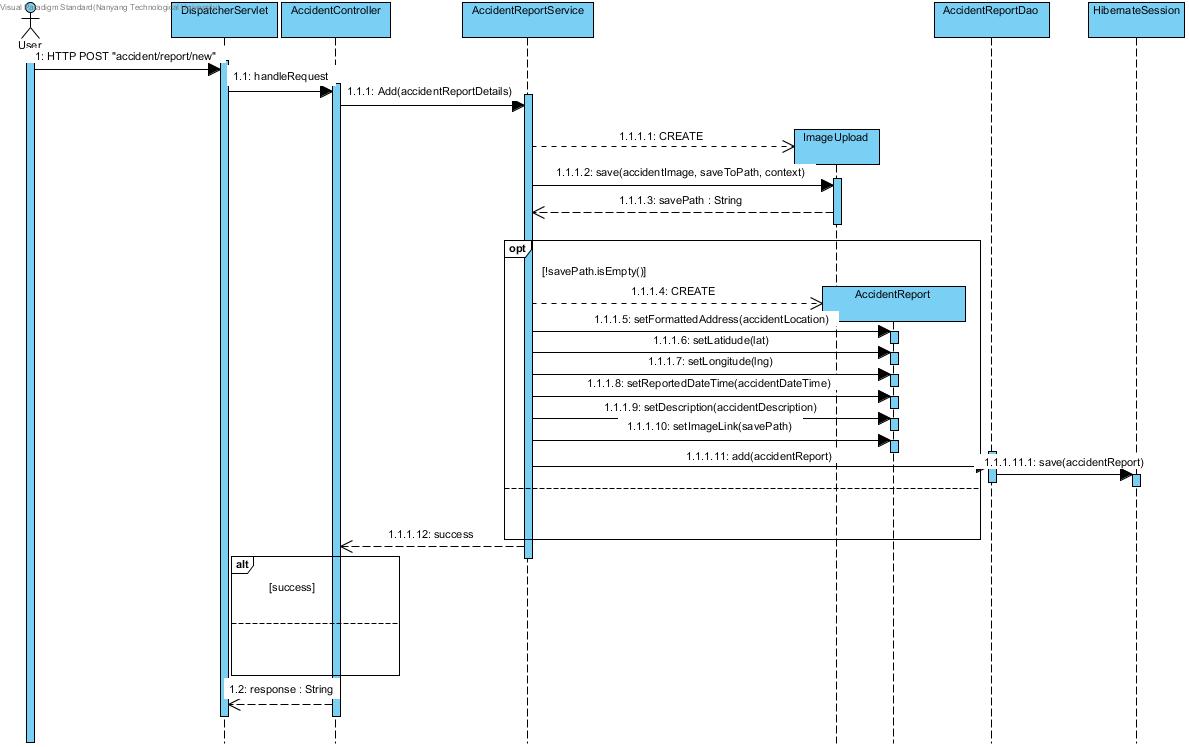 Visual Paradigm Standard(Nanyang Technological
DispatcherServlet
AccidentController
AccidentReportService
AccidentReportDao
HibernateSession
User
1: HTTP POST "accident/report/new"
1.1: handleRequest
1.1.1: Add(accidentReportDetails)
1.1.1.1: CREATE
ImageUpload
1.1.1.2: save(accidentImage, saveToPath, context)
1.1.1.3: savePath : String
opt
[!savePath.isEmpty()]
1.1.1.4: CREATE
AccidentReport
1.1.1.5: setFormattedAddress(accidentLocation)
1.1.1.6: setLatidude(lat)
1.1.1.7: setLongitude(lng)
1.1.1.8: setReportedDateTime(accidentDateTime)
1.1.1.9: setDescription(accidentDescription)
1.1.1.10: setImageLink(savePath)
1.1.1.11: add(accidentReport)
1.1.1.11.1: save(accidentReport)
1.1.1.12: success
alt
[success]
1.2: response : String